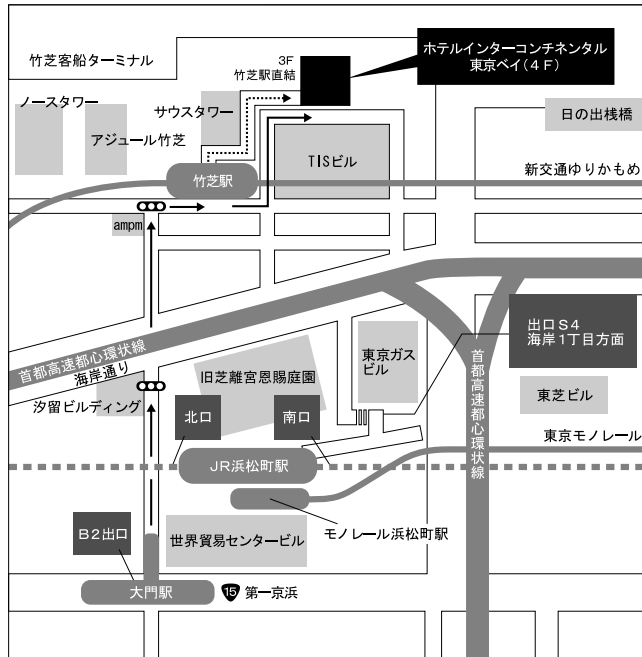 竹芝客船ターミナル
3F
竹芝駅直結
ホテルインターコンチネンタル
東京ベイ(4F)
ノースタワー
サウスタワー
アジュール竹芝
日の出桟橋
TISビル
竹芝駅
新交通ゆりかもめ
ampm
首都高速都心環状線
海岸通り
出口S4
海岸1丁目方面
東京ガス
ビル
首都高速都心環状線
旧芝離宮恩賜庭園
汐留ビルディング
北口
南口
東芝ビル
東京モノレール
JR浜松町駅
B2出口
世界貿易センタービル
モノレール浜松町駅
大門駅
15
第一京浜